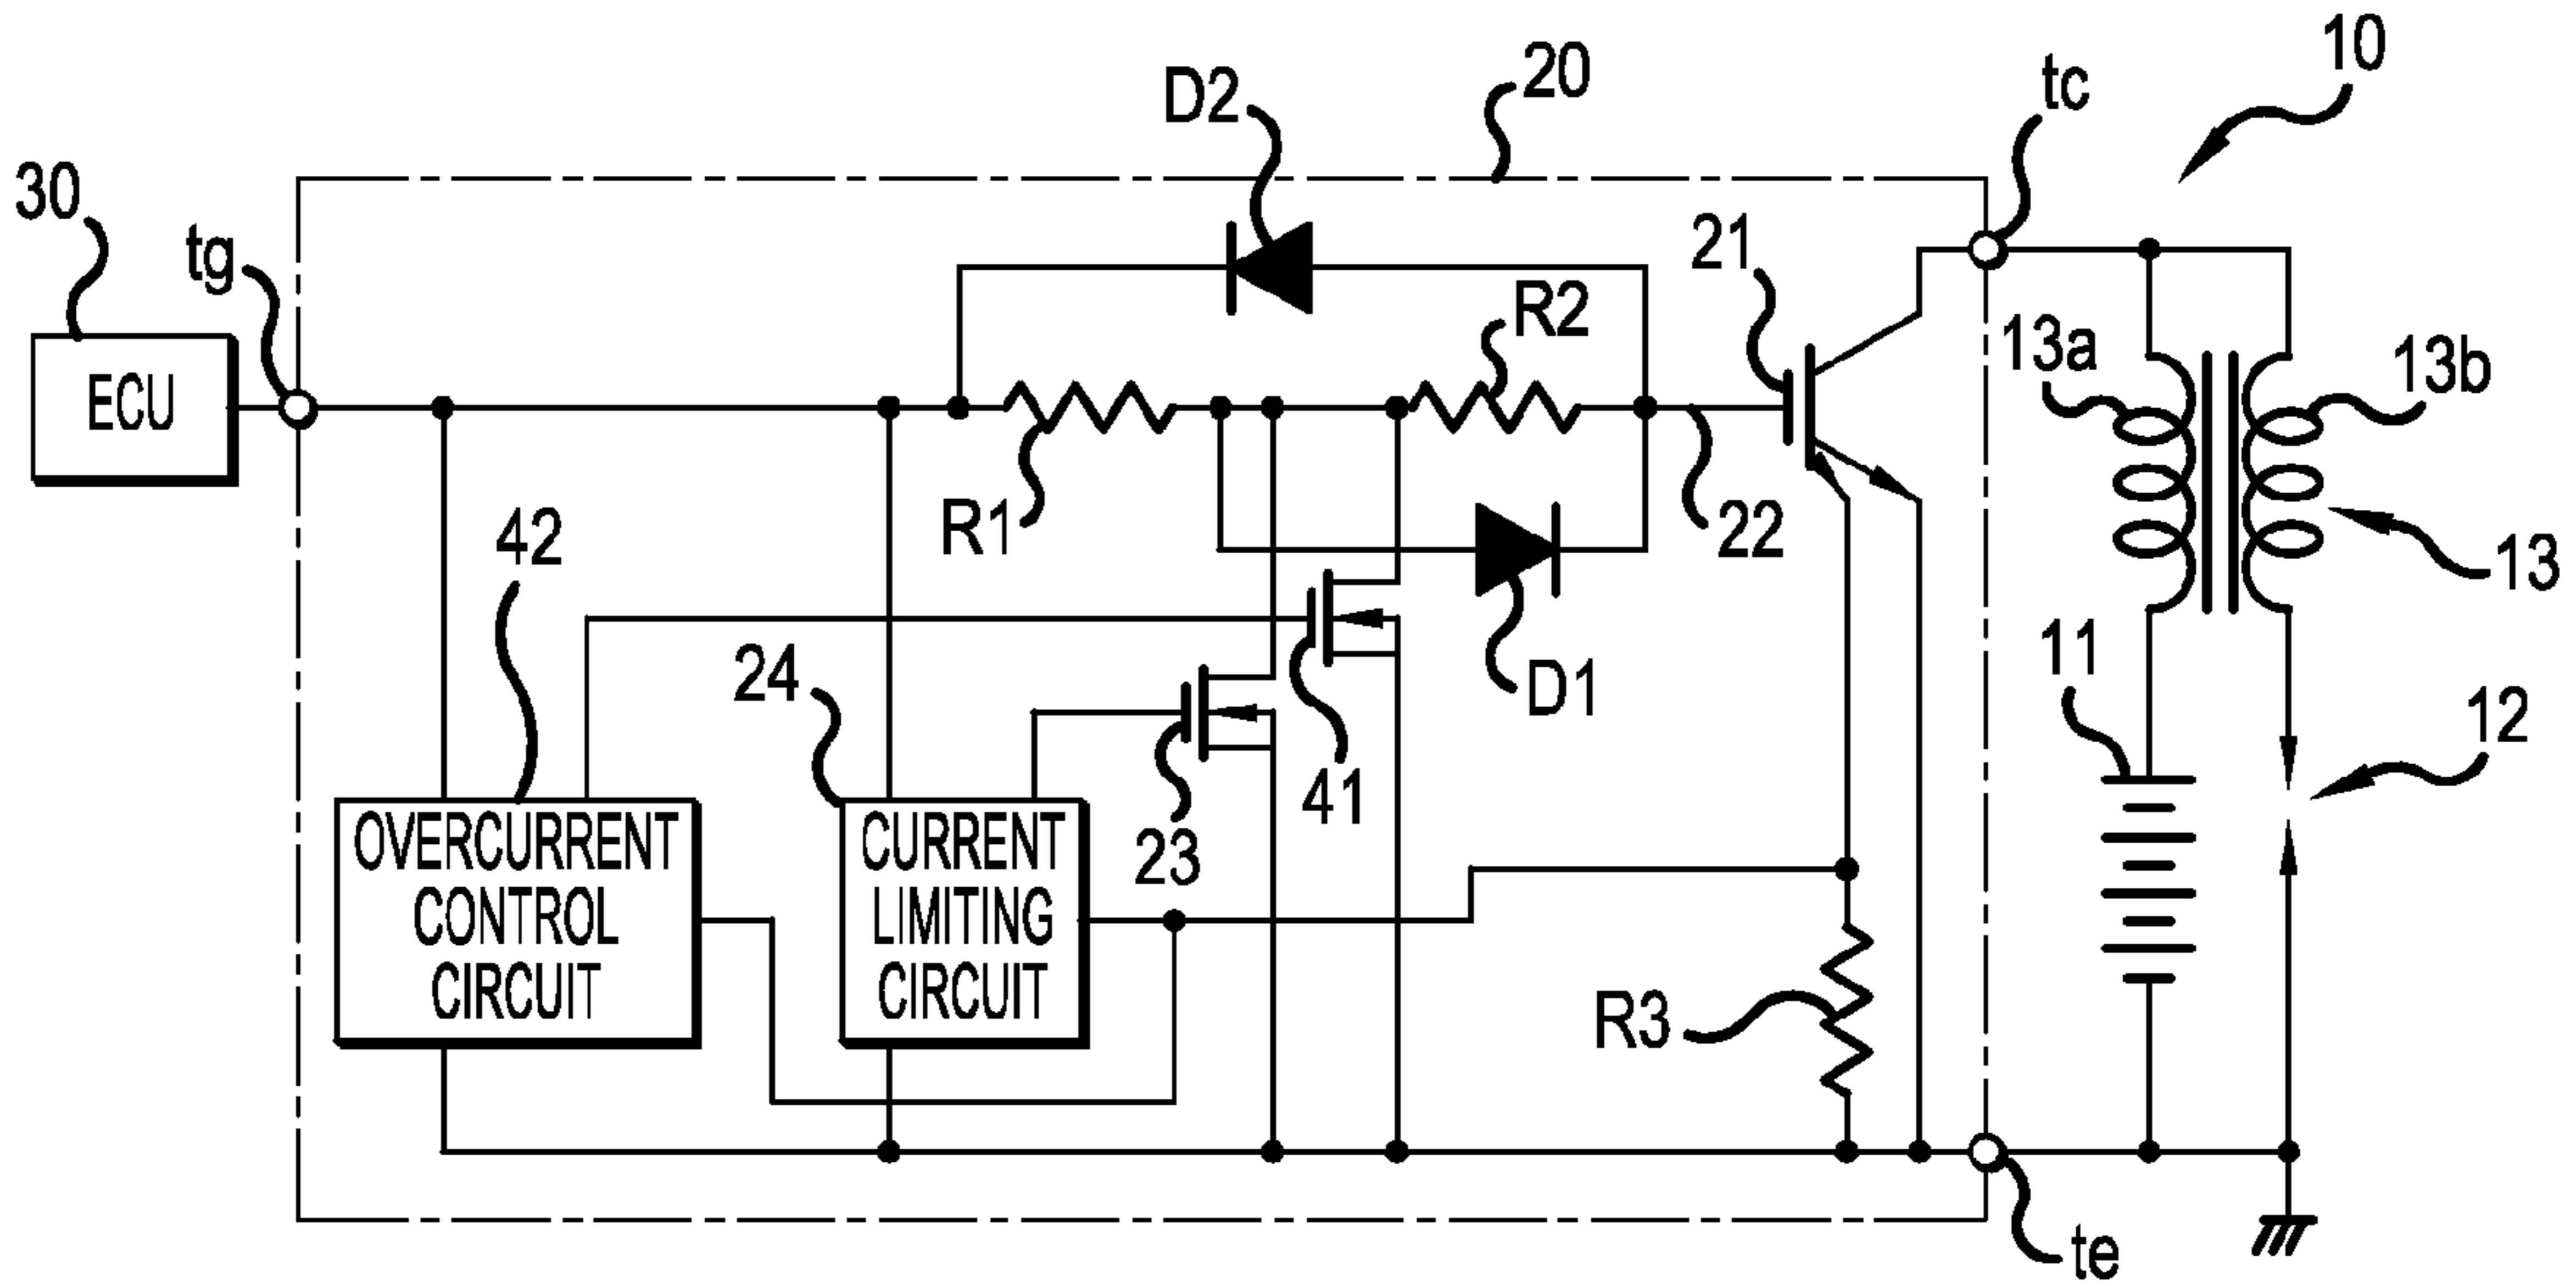 10
20
tc
D2
30
tg
21
R2
13a
13b
ECU
R1
22
42
13
24
11
D1
12
41
23
OVERCURRENT
CONTROL
CIRCUIT
CURRENT
LIMITING
CIRCUIT
R3
te